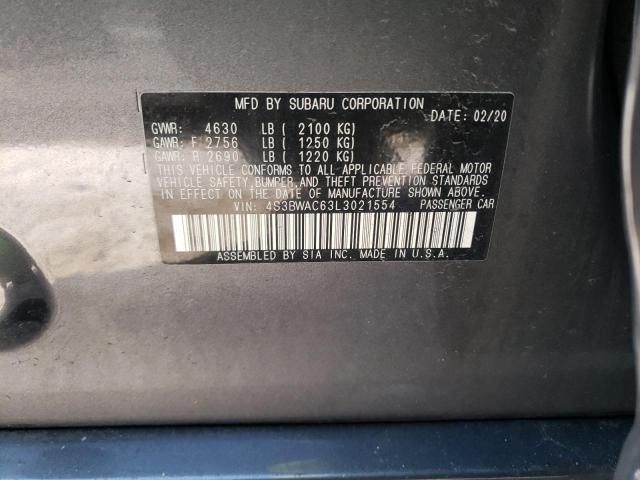 MFD BY SUBARU CORPORATION
DATE: 02/20
GVWR: 4630 LB ( 2100 KG)
GAWR: F 2756 LB ( 1250 KG)
GAWR: R 2690 LB ( 1220 KG)
THIS VEHICLE CONFORMS TO ALL APPLICABLE FEDERAL MOTOR
VEHICLE SAFETY, BUMPER, AND THEFT PREVENTION STANDARDS
IN EFFECT ON THE DATE OF MANUFACTURE SHOWN ABOVE.
VIN: 4S3BWAC63L3021554 PASSENGER CAR
ASSEMBLED BY SIA INC. MADE IN U.S.A.